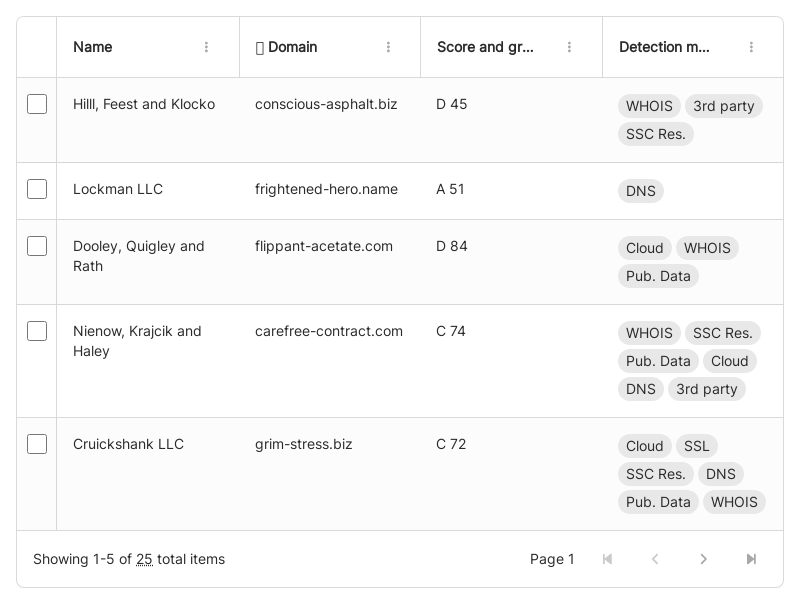 Name
Domain
Score and gr...
Detection m...
Hilll, Feest and Klocko
conscious-asphalt.biz
D 45
WHOIS 3rd party
SSC Res.
Lockman LLC
frightened-hero.name
A 51
DNS
Dooley, Quigley and
Rath
flippant-acetate.com
D 84
Cloud WHOIS
Pub. Data
Nienow, Krajcik and
Haley
carefree-contract.com
C 74
WHOIS SSC Res.
Pub. Data Cloud
DNS 3rd party
Cruickshank LLC
grim-stress.biz
C 72
Cloud SSL
SSC Res. DNS
Pub. Data WHOIS
Showing 1-5 of 25 total items
Page 1